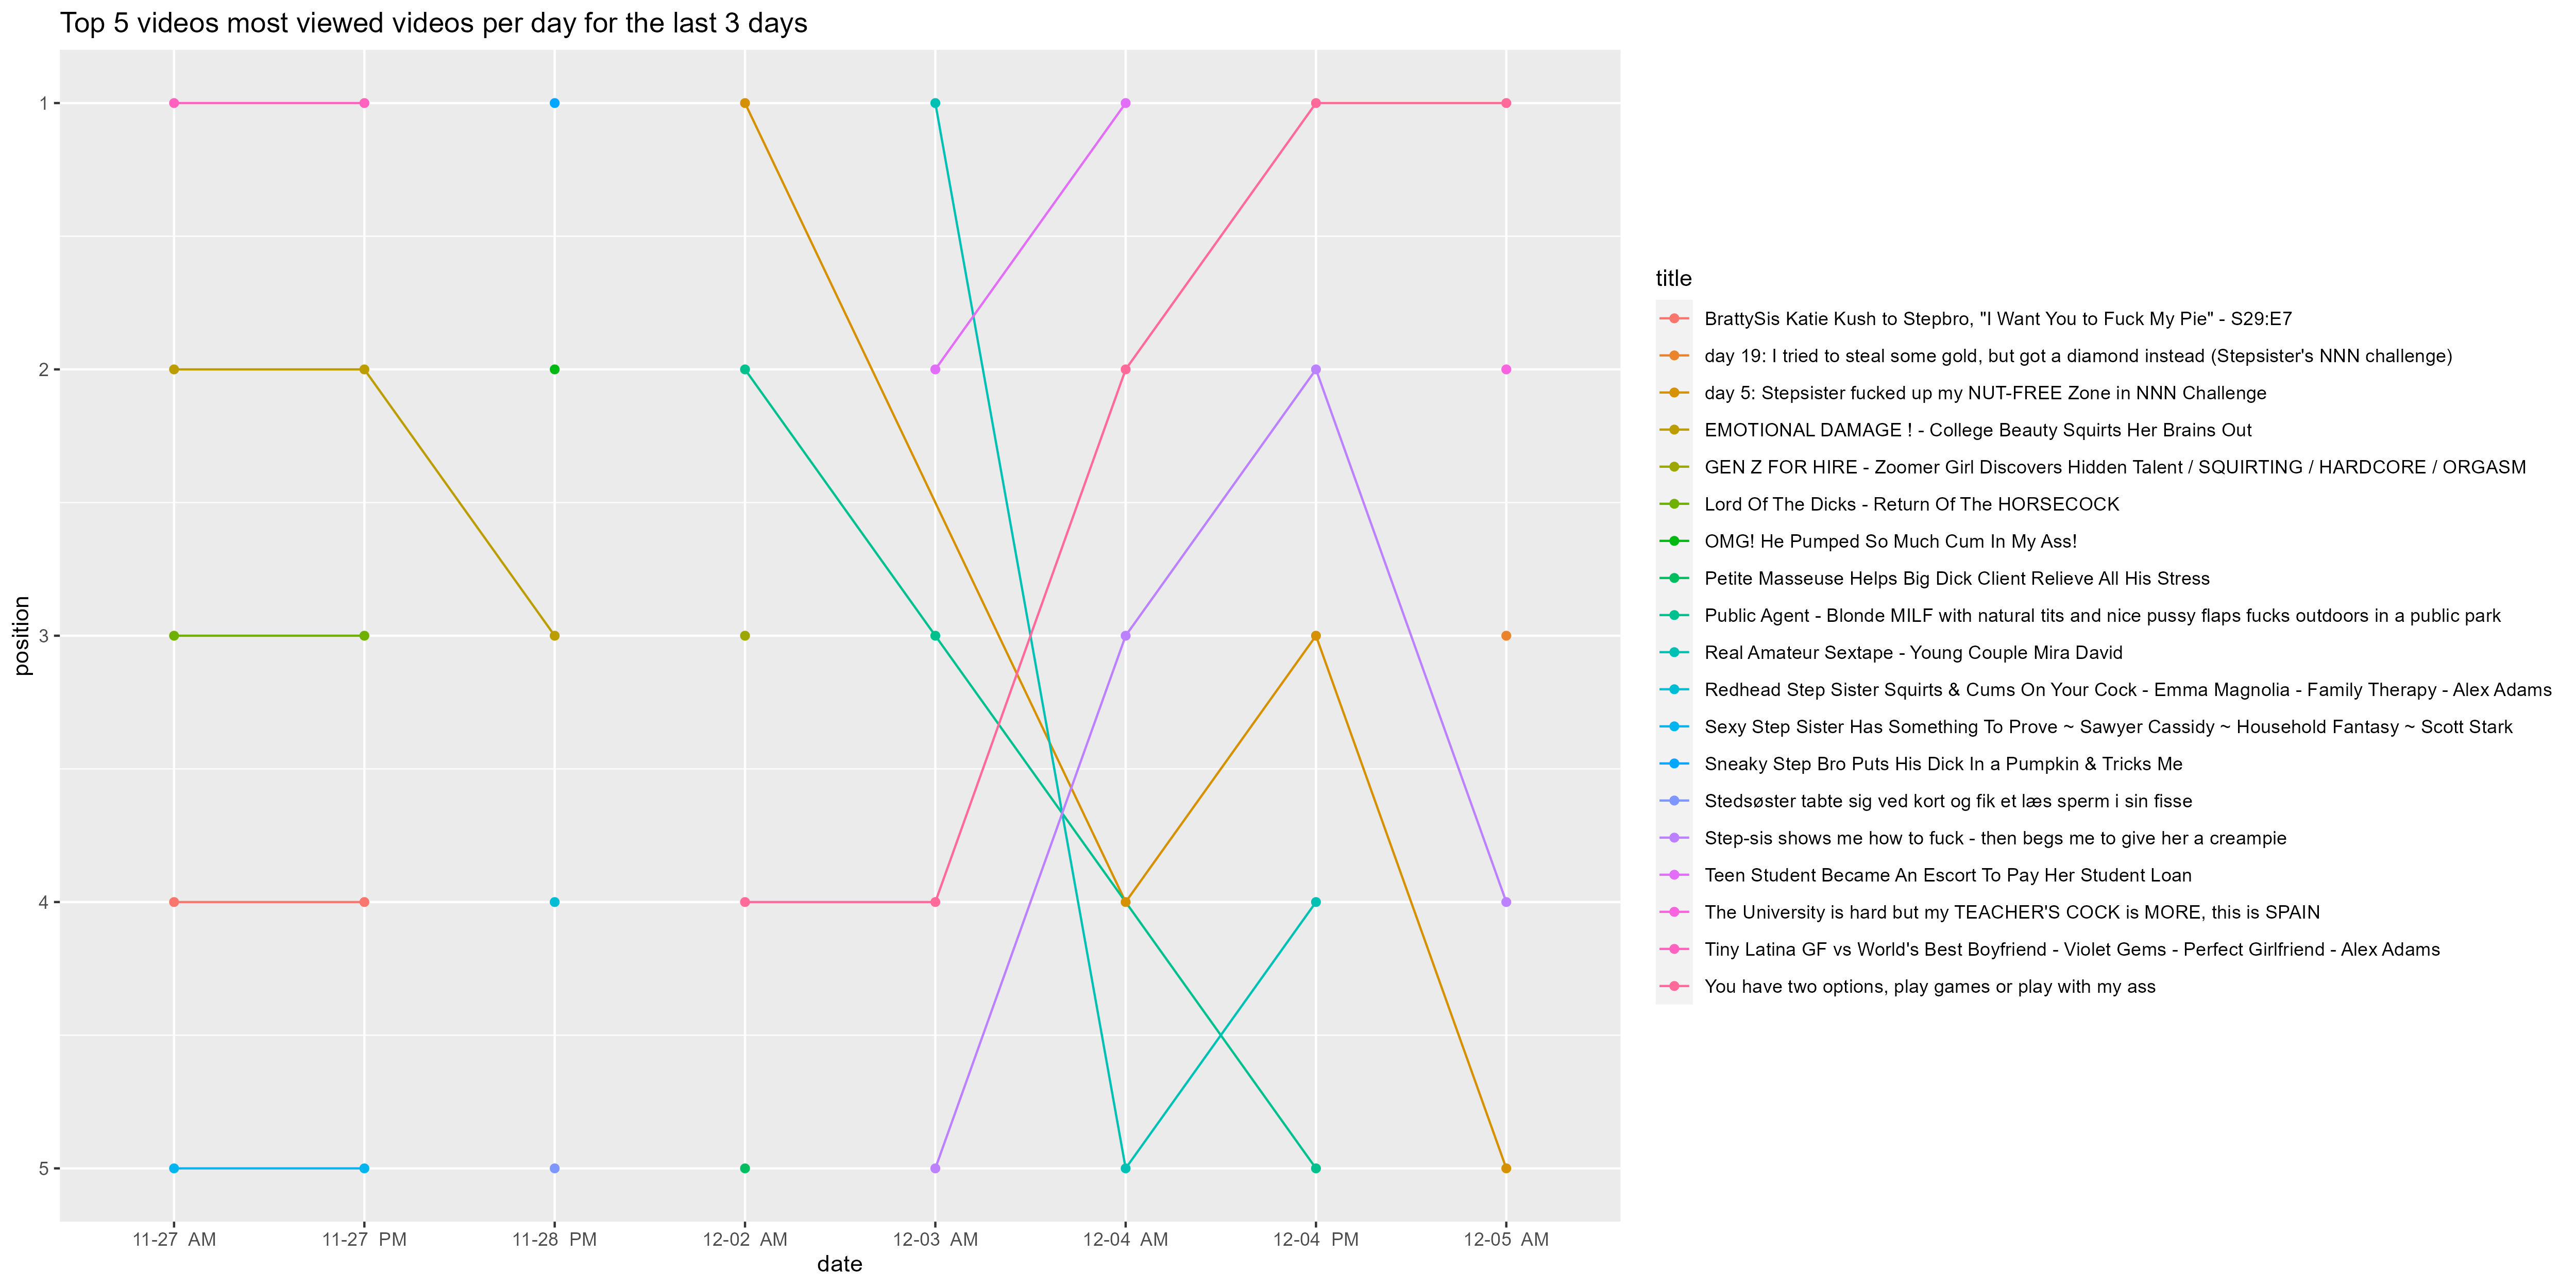 Top 5 videos most viewed videos per day for the last 3 days
position
1
2
3
4
5
11-27 AM
11-27 PM
11-28 PM
12-02 AM
12-03 AM
12-04 AM
12-04 PM
12-05 AM
date
title
BrattySis Katie Kush to Stepbro, "I Want You to Fuck My Pie" - S29:E7
day 19: I tried to steal some gold, but got a diamond instead (Stepsister's NNN challenge)
day 5: Stepsister fucked up my NUT-FREE Zone in NNN Challenge
EMOTIONAL DAMAGE ! - College Beauty Squirts Her Brains Out
GEN Z FOR HIRE - Zoomer Girl Discovers Hidden Talent / SQUIRTING / HARDCORE / ORGASM
Lord Of The Dicks - Return Of The HORSECOCK
OMG! He Pumped So Much Cum In My Ass!
Petite Masseuse Helps Big Dick Client Relieve All His Stress
Public Agent - Blonde MILF with natural tits and nice pussy flaps fucks outdoors in a public park
Real Amateur Sextape - Young Couple Mira David
Redhead Step Sister Squirts & Cums On Your Cock - Emma Magnolia - Family Therapy - Alex Adams
Sexy Step Sister Has Something To Prove ~ Sawyer Cassidy ~ Household Fantasy ~ Scott Stark
Sneaky Step Bro Puts His Dick In a Pumpkin & Tricks Me
Stedsøster tabte sig ved kort og fik et læs sperm i sin fisse
Step-sis shows me how to fuck - then begs me to give her a creampie
Teen Student Became An Escort To Pay Her Student Loan
The University is hard but my TEACHER'S COCK is MORE, this is SPAIN
Tiny Latina GF vs World's Best Boyfriend - Violet Gems - Perfect Girlfriend - Alex Adams
You have two options, play games or play with my ass